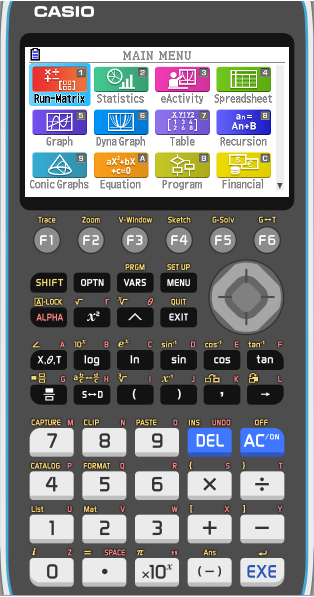 CASIO
MAIN MENU
×÷ 1 2 3 4
Run-Matrix Statistics eActivity Spreadsheet
5 6 X Y1 Y2 7 an= 8
An+B
Graph Dyna Graph Table Recursion
9 aX²+bX A B C
+c=0
Conic Graphs Equation Program Financial
Trace Zoom V-Window Sketch G-Solv G↔T
F1 F2 F3 F4 F5 F6
PRGM SET UP
SHIFT OPTN VARS MENU
A-LOCK √ r ˣ√ θ QUIT
ALPHA x² ^ EXIT
∠ A 10ˣ B eˣ C sin⁻¹ D cos⁻¹ E tan⁻¹ F
X,θ,T log ln sin cos tan
G a b/c↔d/c H ³√ I x⁻¹ J K L
S↔D ( ) , →
CAPTURE M CLIP N PASTE O INS UNDO OFF
7 8 9 DEL AC/ON
CATALOG P FORMAT Q R { S } T
4 5 6 × ÷
List U Mat V W [ X ] Y
1 2 3 + −
i Z = SPACE π " Ans ↵
0 • ×10ˣ (−) EXE